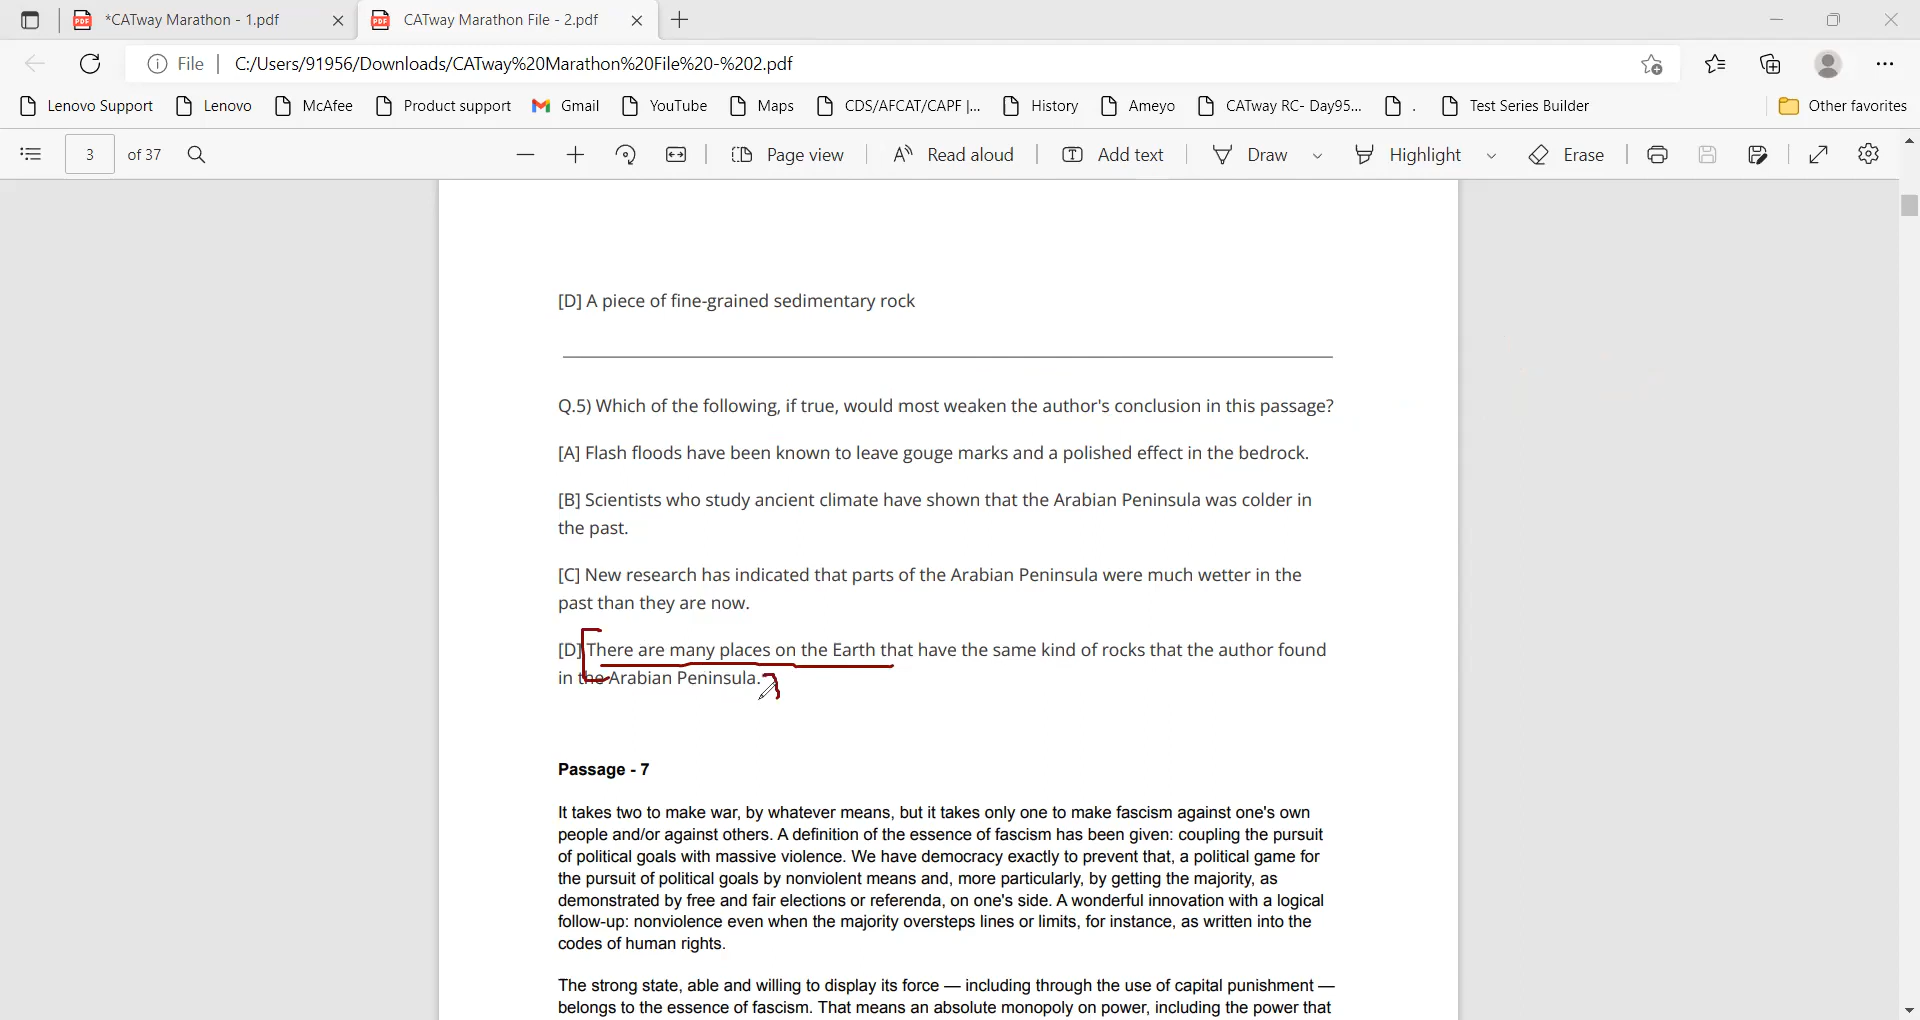 *CATway Marathon - 1.pdf
CATway Marathon File - 2.pdf
File
C:/Users/91956/Downloads/CATway%20Marathon%20File%20-%202.pdf
Lenovo Support
Lenovo
McAfee
Product support
Gmail
YouTube
Maps
CDS/AFCAT/CAPF |...
History
Ameyo
CATway RC- Day95...
.
Test Series Builder
Other favorites
3 of 37
Page view
Read aloud
Add text
Draw
Highlight
Erase
[D] A piece of fine-grained sedimentary rock
Q.5) Which of the following, if true, would most weaken the author's conclusion in this passage?
[A] Flash floods have been known to leave gouge marks and a polished effect in the bedrock.
[B] Scientists who study ancient climate have shown that the Arabian Peninsula was colder in
the past.
[C] New research has indicated that parts of the Arabian Peninsula were much wetter in the
past than they are now.
[D] There are many places on the Earth that have the same kind of rocks that the author found
in the Arabian Peninsula.
Passage - 7
It takes two to make war, by whatever means, but it takes only one to make fascism against one's own
people and/or against others. A definition of the essence of fascism has been given: coupling the pursuit
of political goals with massive violence. We have democracy exactly to prevent that, a political game for
the pursuit of political goals by nonviolent means and, more particularly, by getting the majority, as
demonstrated by free and fair elections or referenda, on one's side. A wonderful innovation with a logical
follow-up: nonviolence even when the majority oversteps lines or limits, for instance, as written into the
codes of human rights.
The strong state, able and willing to display its force — including through the use of capital punishment —
belongs to the essence of fascism. That means an absolute monopoly on power, including the power that